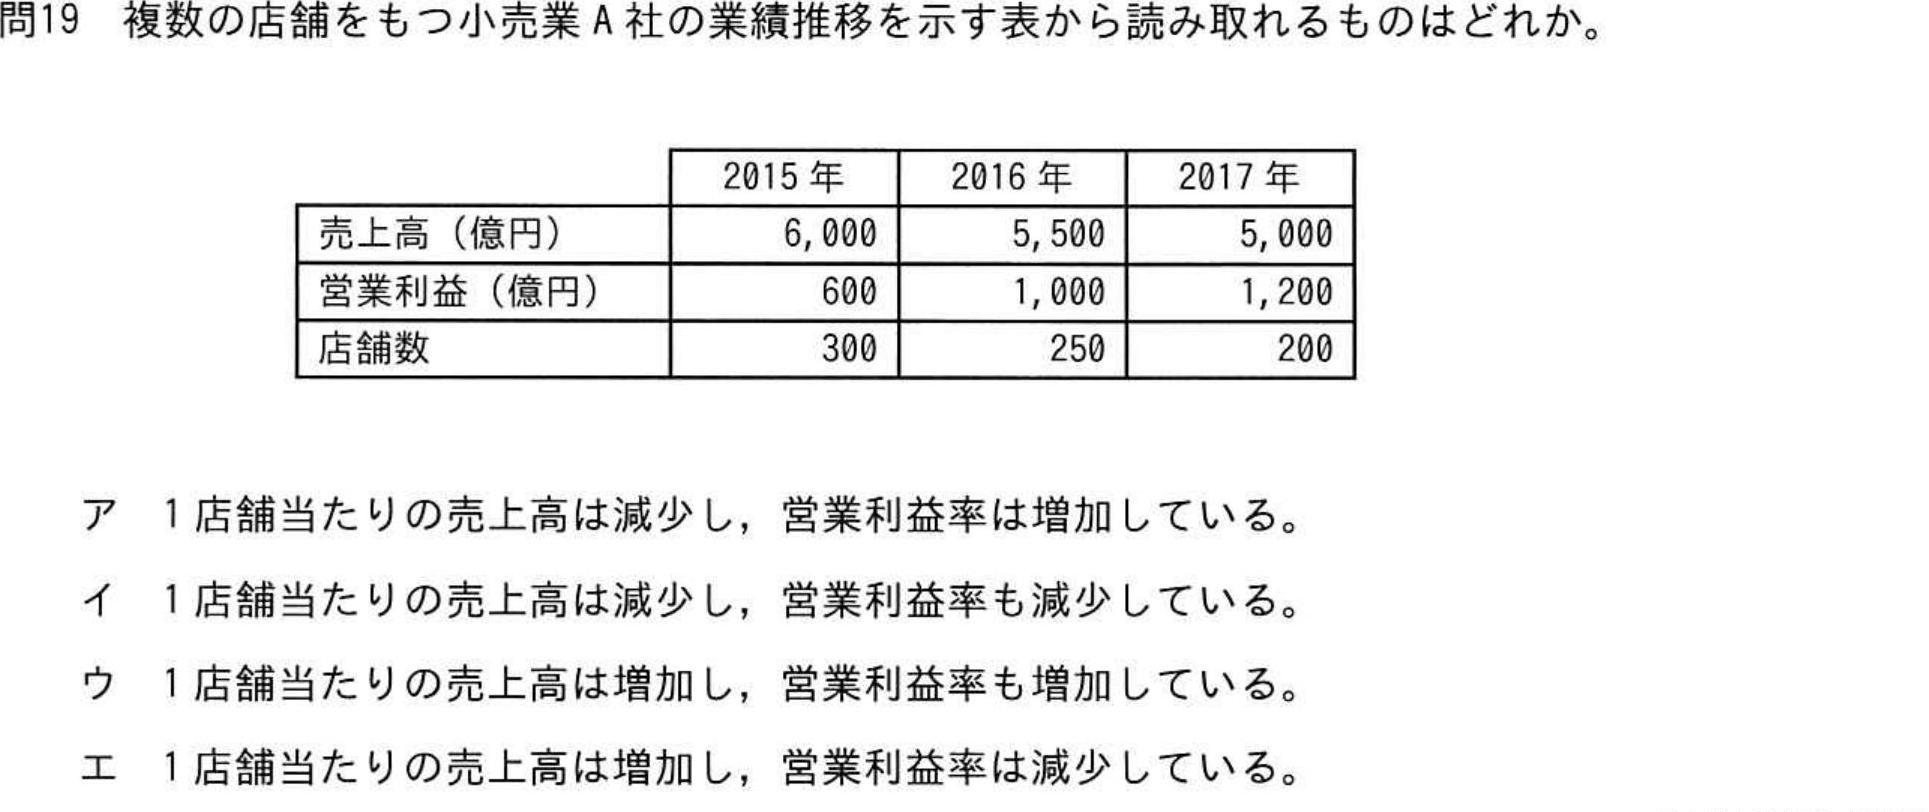 問19 複数の店舗をもつ小売業A社の業績推移を示す表から読み取れるものはどれか。
2015年 2016年 2017年
売上高（億円） 6,000 5,500 5,000
営業利益（億円） 600 1,000 1,200
店舗数 300 250 200
ア 1店舗当たりの売上高は減少し，営業利益率は増加している。
イ 1店舗当たりの売上高は減少し，営業利益率も減少している。
ウ 1店舗当たりの売上高は増加し，営業利益率も増加している。
エ 1店舗当たりの売上高は増加し，営業利益率は減少している。